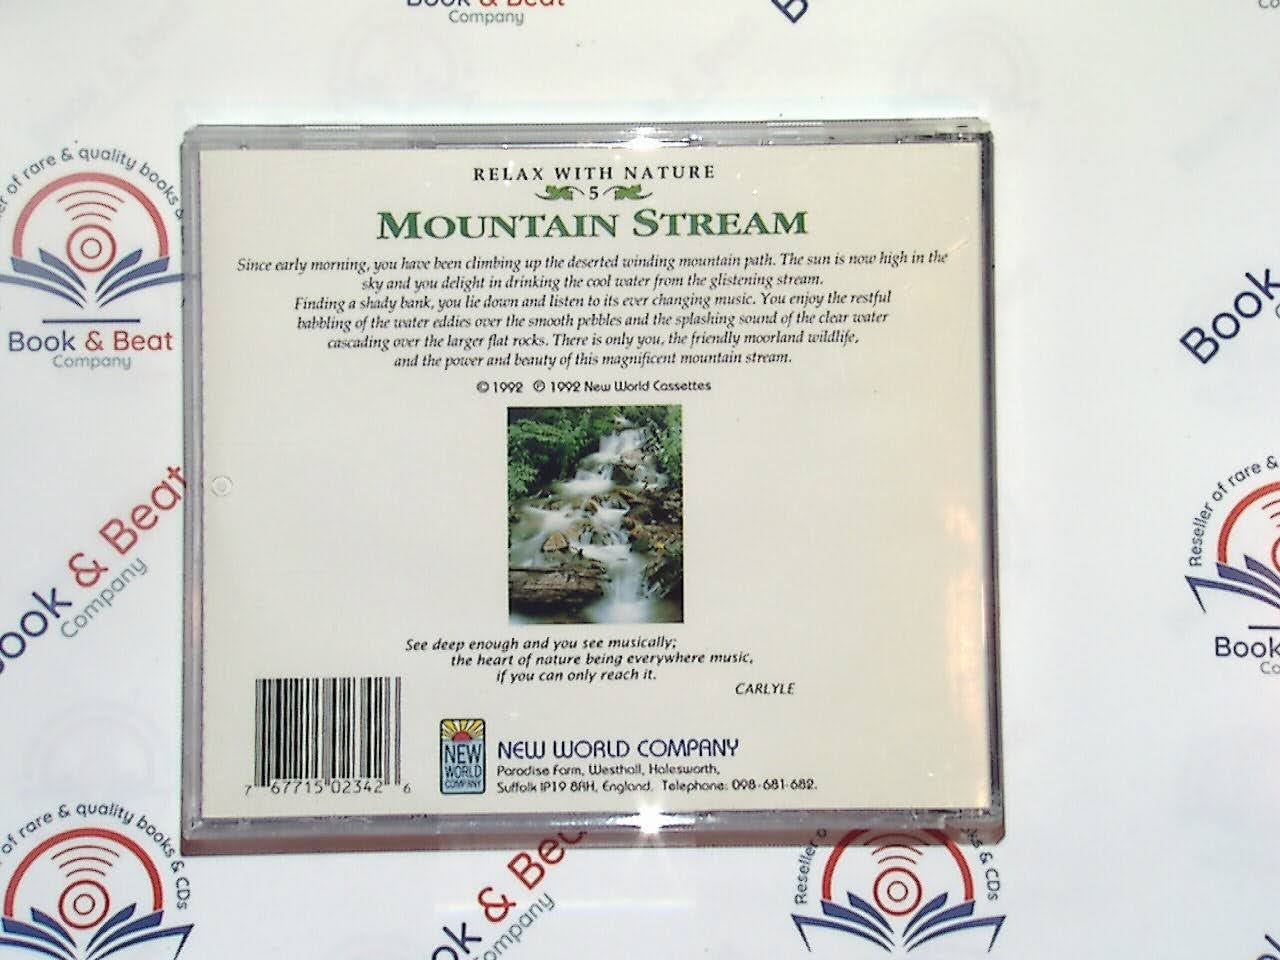 Book & Beat
Company
of rare & quality books &
Book & Beat
Company
RELAX WITH NATURE
5
MOUNTAIN STREAM
Since early morning, you have been climbing up the deserted winding mountain path. The sun is now high in the
sky and you delight in drinking the cool water from the glistening stream.
Finding a shady bank, you lie down and listen to its ever changing music. You enjoy the restful
babbling of the water eddies over the smooth pebbles and the splashing sound of the clear water
cascading over the larger flat rocks. There is only you, the friendly moorland wildlife,
and the power and beauty of this magnificent mountain stream.
© 1992 ℗ 1992 New World Cassettes
See deep enough and you see musically;
the heart of nature being everywhere music,
if you can only reach it.
CARLYLE
7 67715 02342 6
NEW
WORLD
COMPANY
NEW WORLD COMPANY
Paradise Farm, Westhall, Halesworth,
Suffolk IP19 8RH, England. Telephone: 098-681-682.
Book
Reseller of rare &
Book
Book & Beat
Company
of rare & quality books & CDs
Company
Reseller
& CDs